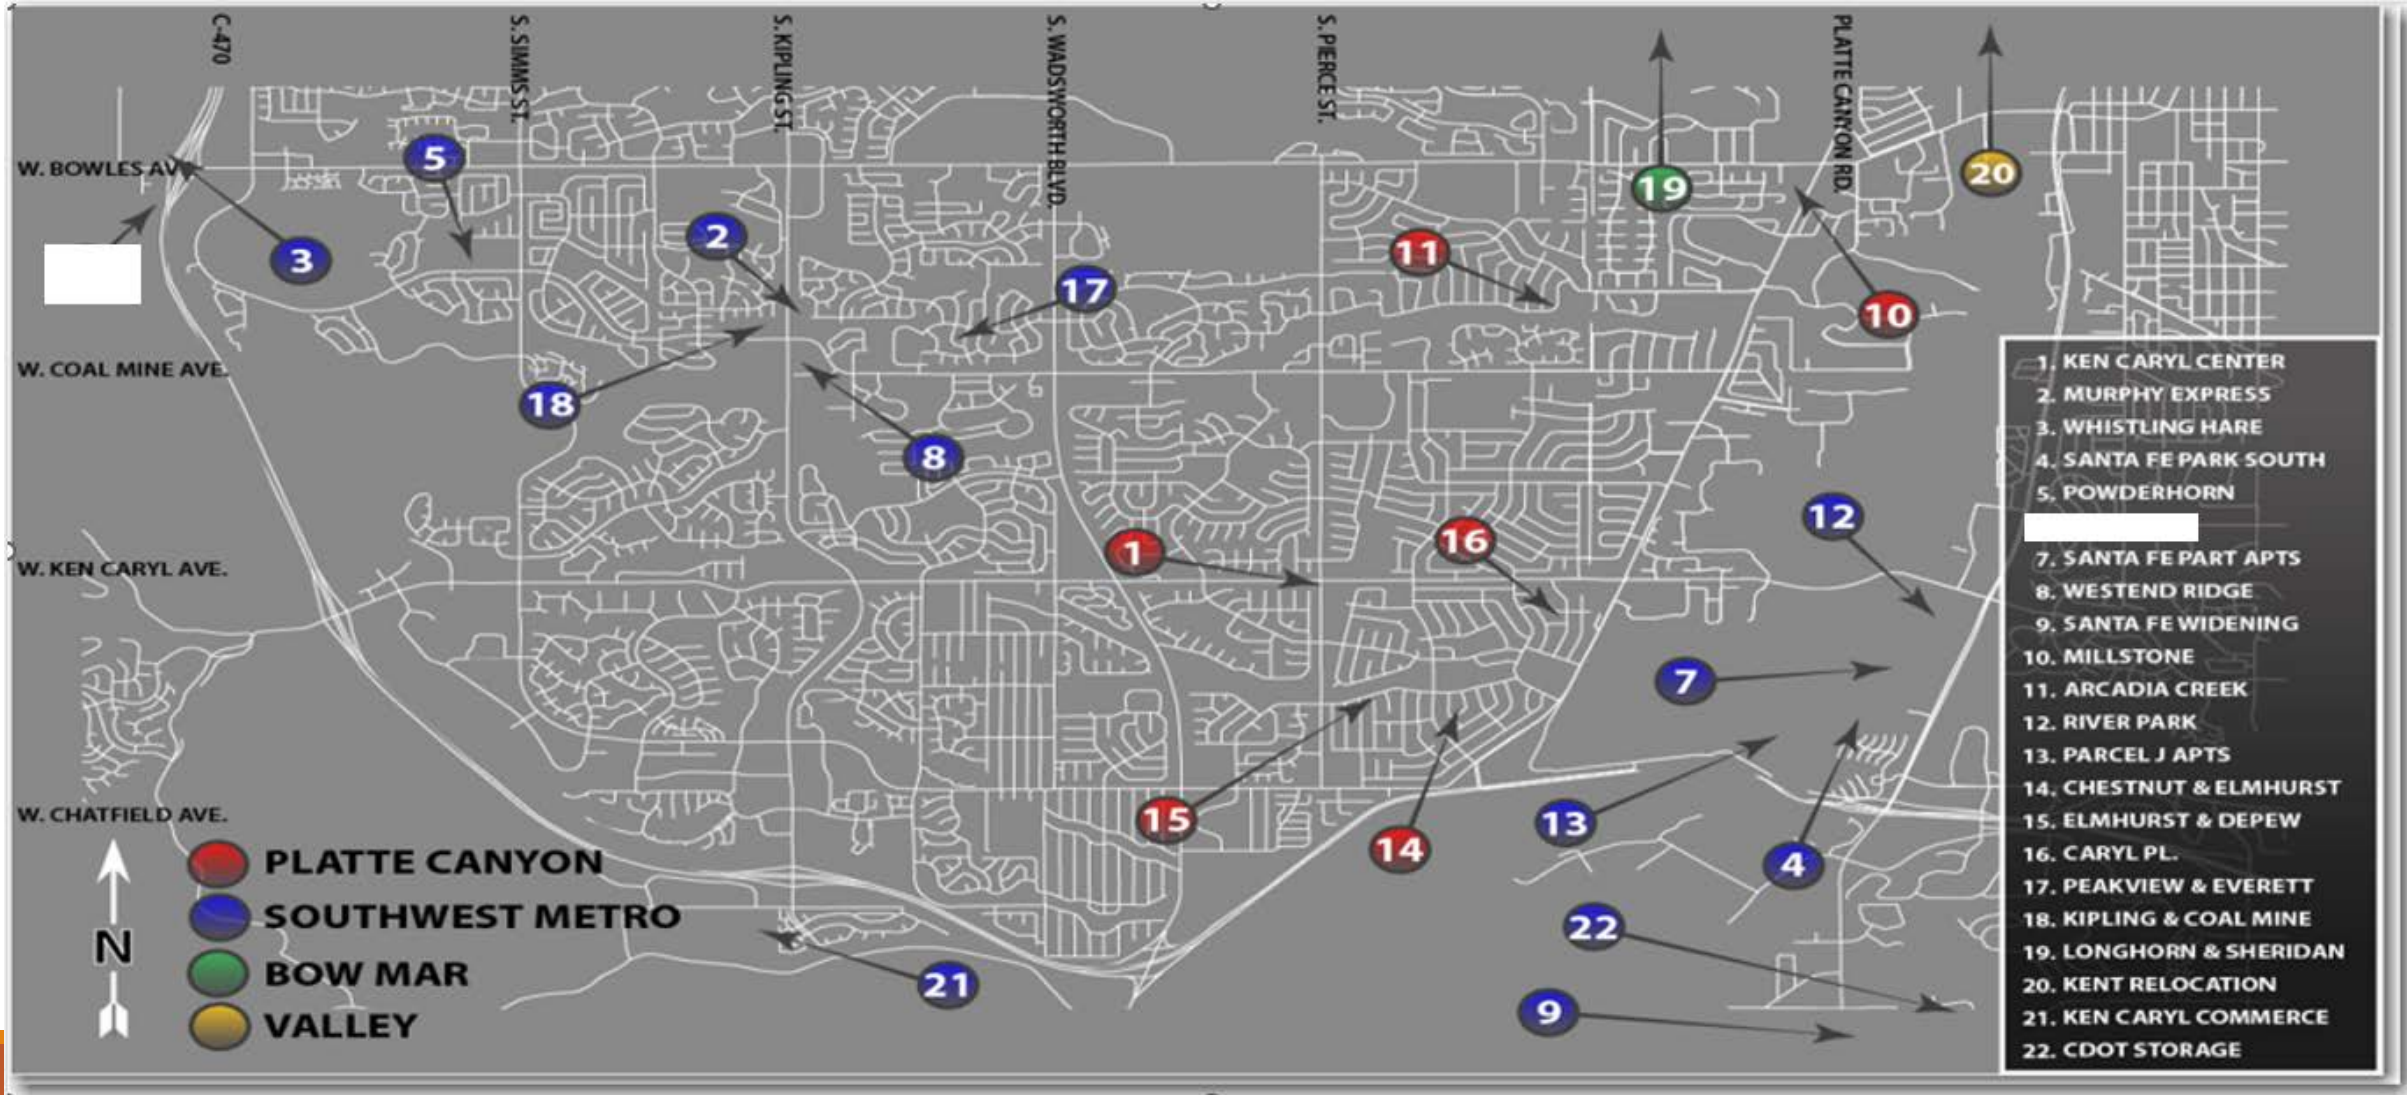 C-470
S. SIMMS ST.
S. KIPLING ST.
S. WADSWORTH BLVD.
S. PIERCE ST.
PLATTE CANYON RD.
W. BOWLES AV
5
19
20
2
3
11
17
10
W. COAL MINE AVE.
18
8
12
1
16
W. KEN CARYL AVE.
7
W. CHATFIELD AVE.
15
13
14
4
22
21
9
N
PLATTE CANYON
SOUTHWEST METRO
BOW MAR
VALLEY
1. KEN CARYL CENTER
2. MURPHY EXPRESS
3. WHISTLING HARE
4. SANTA FE PARK SOUTH
5. POWDERHORN
7. SANTA FE PART APTS
8. WESTEND RIDGE
9. SANTA FE WIDENING
10. MILLSTONE
11. ARCADIA CREEK
12. RIVER PARK
13. PARCEL J APTS
14. CHESTNUT & ELMHURST
15. ELMHURST & DEPEW
16. CARYL PL.
17. PEAKVIEW & EVERETT
18. KIPLING & COAL MINE
19. LONGHORN & SHERIDAN
20. KENT RELOCATION
21. KEN CARYL COMMERCE
22. CDOT STORAGE